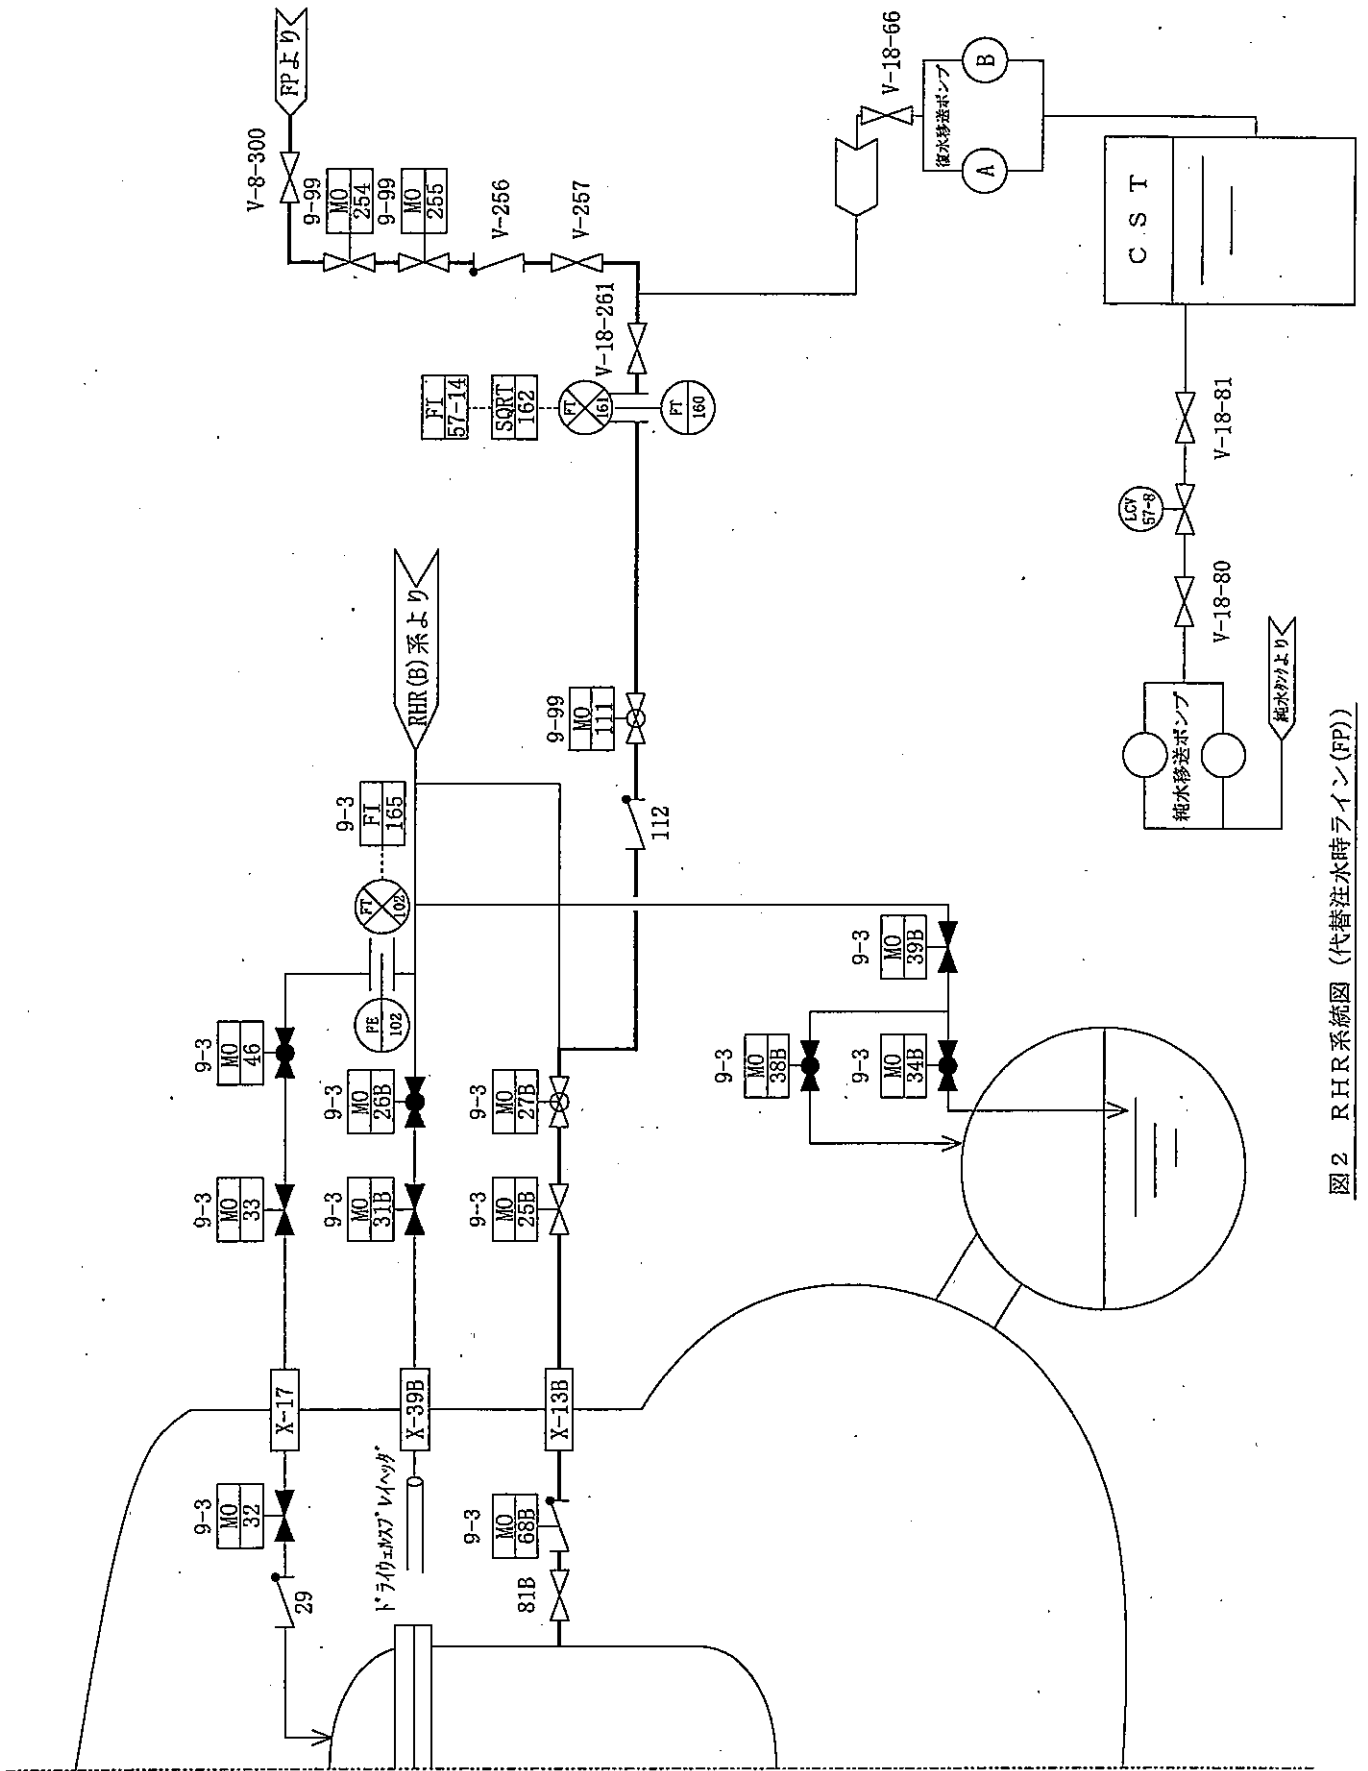 FPより
V-8-300
9-99
MO
254
9-99
MO
255
V-256
V-257
V-18-261
FI
57-14
SQRT
162
FT
161
FT
160
V-18-66
復水移送ポンプ
A
B
CST
V-18-81
LCV
57-8
V-18-80
純水移送ポンプ
純水タンクより
RHR(B)系より
9-99
MO
111
112
9-3
FI
165
FT
102
FE
102
9-3
MO
46
9-3
MO
33
9-3
MO
26B
9-3
MO
31B
9-3
MO
27B
9-3
MO
25B
9-3
MO
39B
9-3
MO
38B
9-3
MO
34B
X-17
X-39B
X-13B
9-3
MO
32
29
ドライウェルスプレイヘッダ
9-3
MO
68B
81B
図2 RHR系統図（代替注水時ライン(FP)）